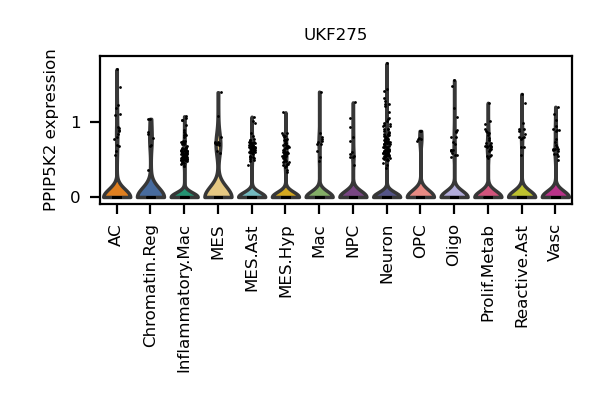 UKF275
PPIP5K2 expression
1
0
AC
Chromatin.Reg
Inflammatory.Mac
MES
MES.Ast
MES.Hyp
Mac
NPC
Neuron
OPC
Oligo
Prolif.Metab
Reactive.Ast
Vasc